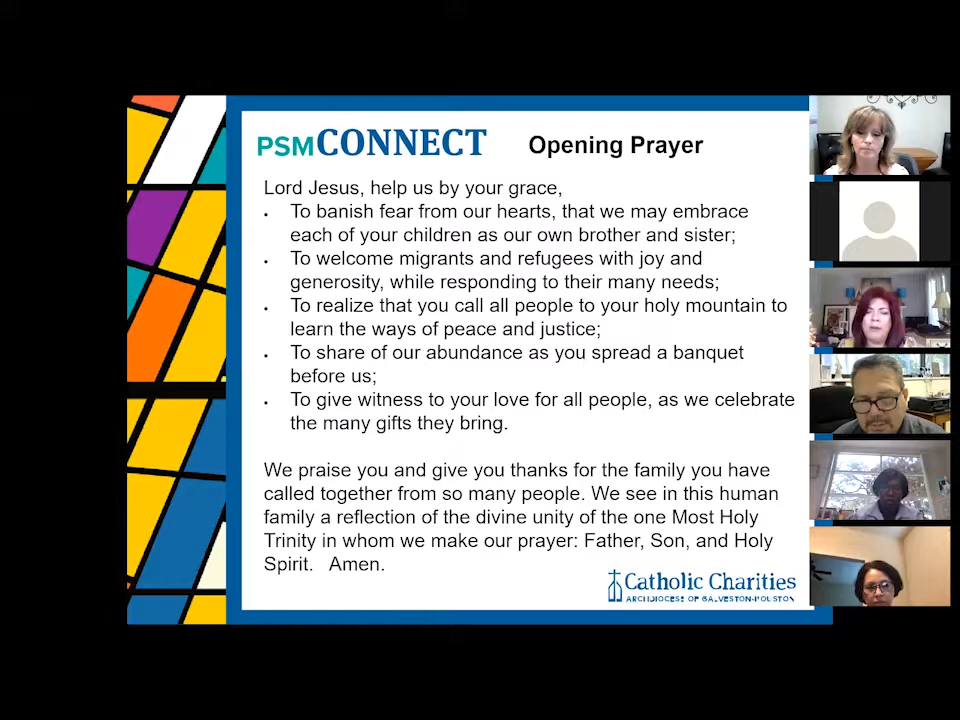 PSMCONNECT Opening Prayer
Lord Jesus, help us by your grace,
• To banish fear from our hearts, that we may embrace
each of your children as our own brother and sister;
• To welcome migrants and refugees with joy and
generosity, while responding to their many needs;
• To realize that you call all people to your holy mountain to
learn the ways of peace and justice;
• To share of our abundance as you spread a banquet
before us;
• To give witness to your love for all people, as we celebrate
the many gifts they bring.
We praise you and give you thanks for the family you have
called together from so many people. We see in this human
family a reflection of the divine unity of the one Most Holy
Trinity in whom we make our prayer: Father, Son, and Holy
Spirit. Amen.
Catholic Charities
ARCHDIOCESE OF GALVESTON-HOUSTON